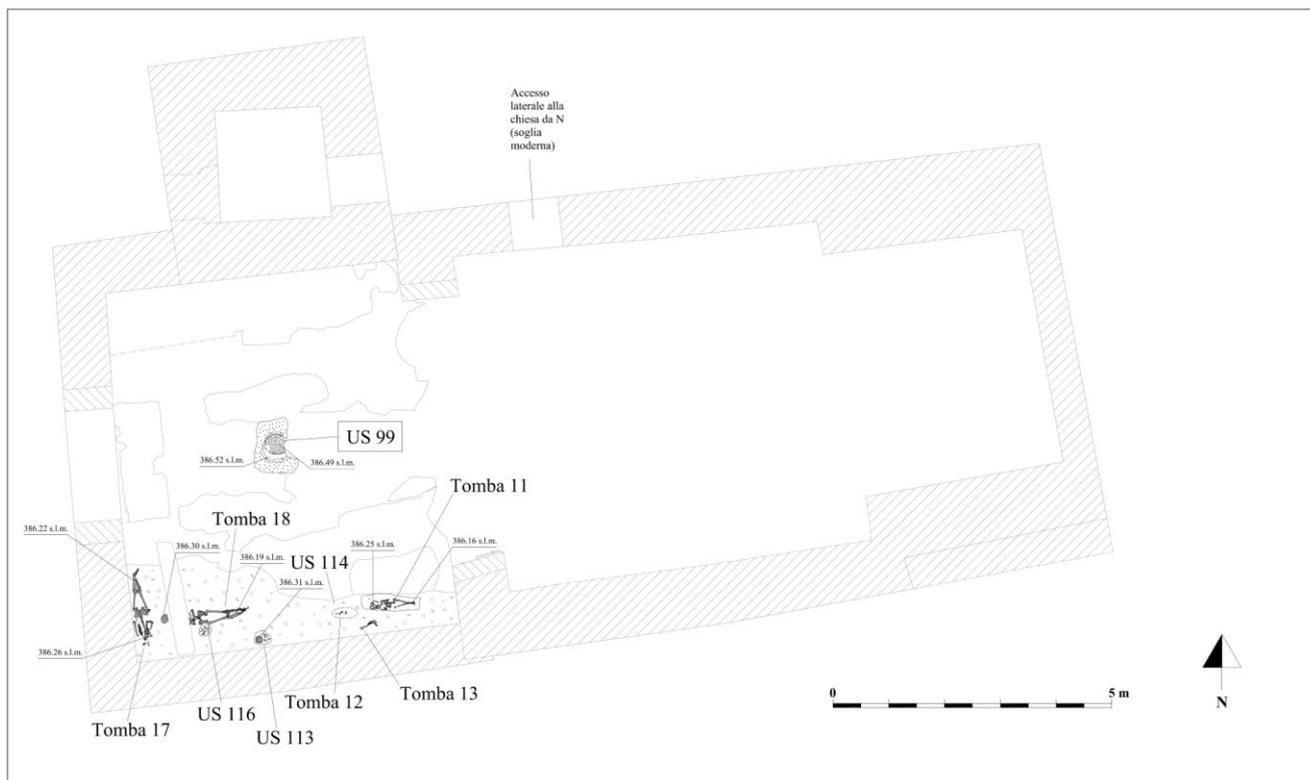 Accesso
laterale alla
chiesa da N
(soglia
moderna)
US 99
386.52 s.l.m.
386.49 s.l.m.
Tomba 11
Tomba 18
386.22 s.l.m.
386.30 s.l.m.
386.19 s.l.m.
US 114
386.25 s.l.m.
386.16 s.l.m.
386.31 s.l.m.
386.26 s.l.m.
Tomba 17
US 116
US 113
Tomba 12
Tomba 13
0
5 m
N